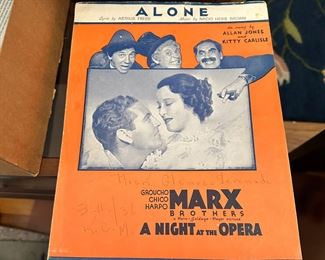 ALONE
Lyric by ARTHUR FREED Music by NACIO HERB BROWN
As sung by
ALLAN JONES
and
KITTY CARLISLE
GROUCHO
CHICO
HARPO
MARX
BROTHERS
A NIGHT AT THE OPERA